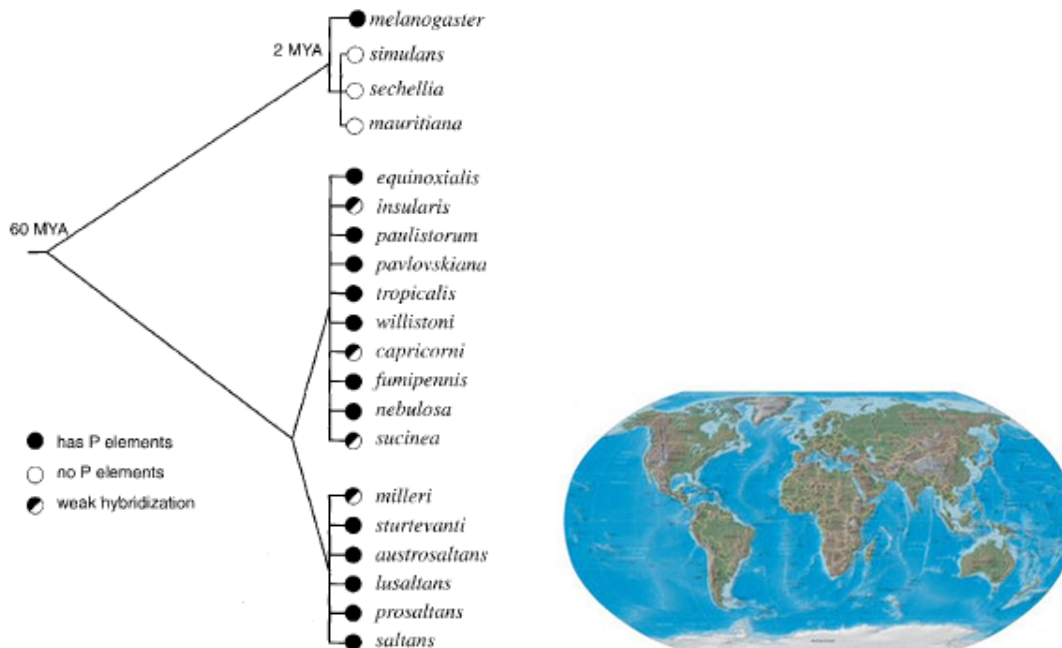 melanogaster
2 MYA
simulans
sechellia
mauritiana
equinoxialis
insularis
60 MYA
paulistorum
pavlovskiana
tropicalis
willistoni
capricorni
fumipennis
nebulosa
has P elements
sucinea
no P elements
milleri
weak hybridization
sturtevanti
austrosaltans
lusaltans
prosaltans
saltans